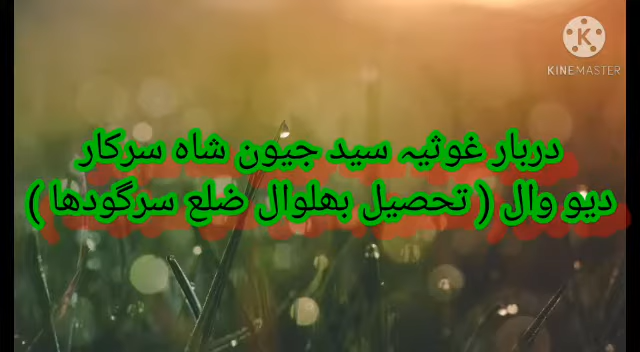 K
KINEMASTER
دربار غوثیہ سید جیون شاہ سرکار
دیو وال ( تحصیل بھلوال ضلع سرگودھا )